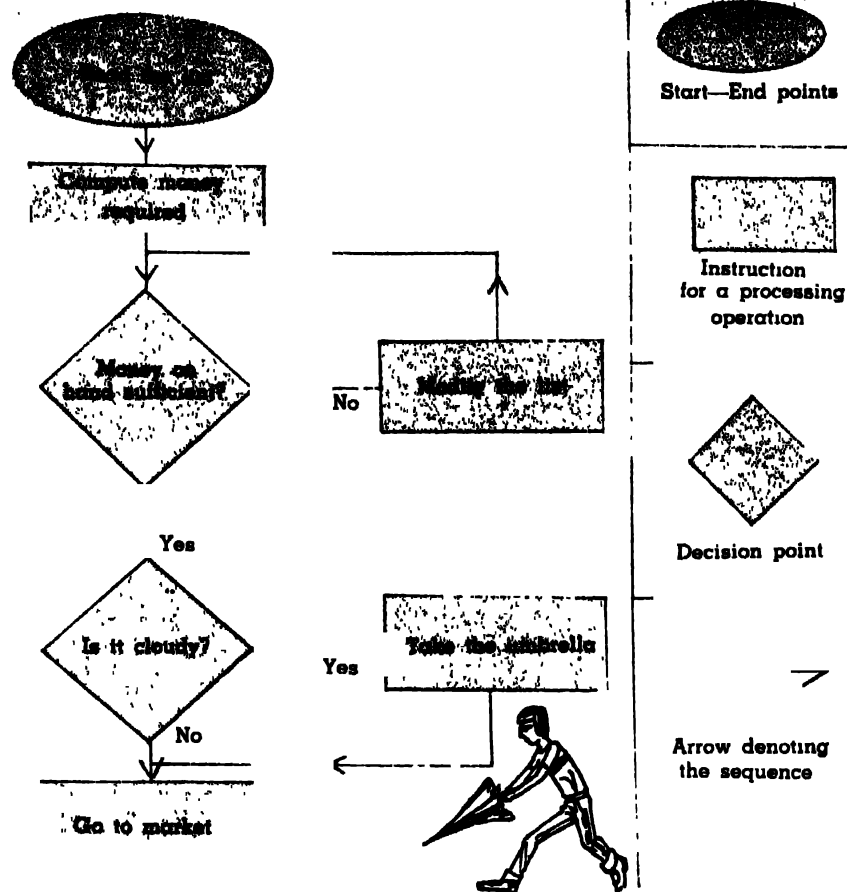 Compute money
required
Money on
hand sufficient?
No
Modify the list
Yes
Is it cloudy?
Yes
Take the umbrella
No
Go to market
Start—End points
Instruction
for a processing
operation
Decision point
Arrow denoting
the sequence